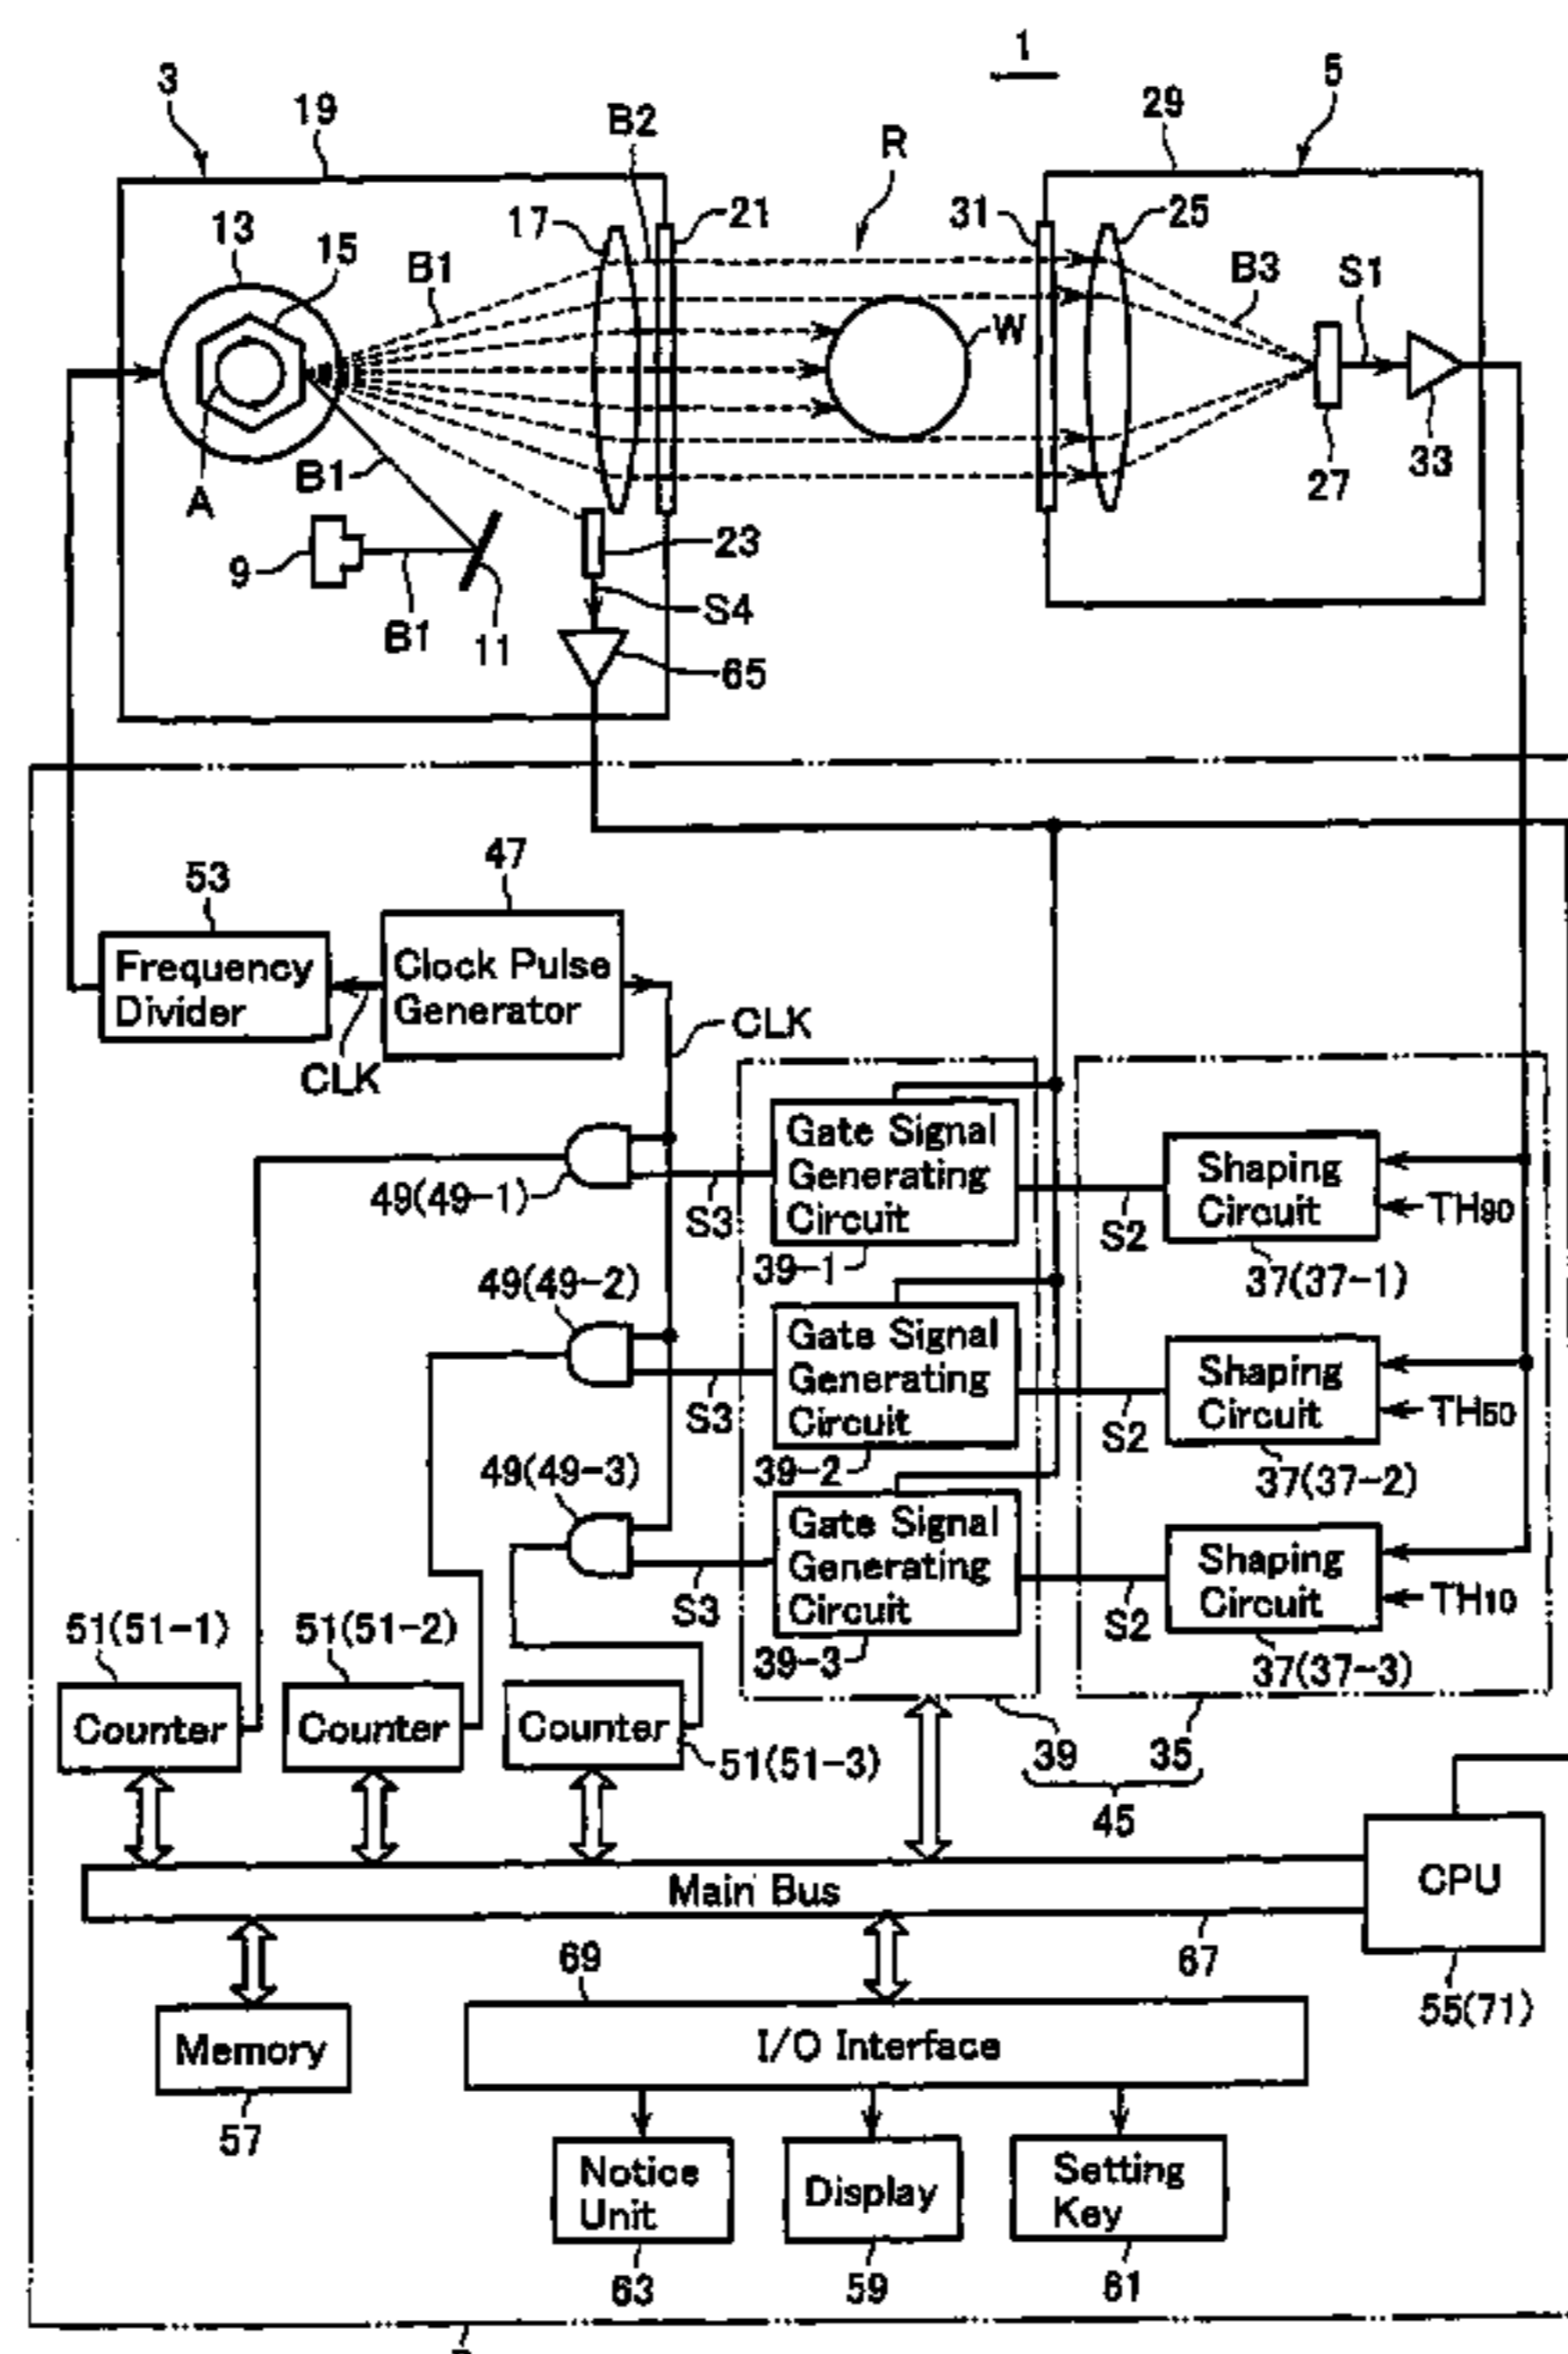 1
3
19
B2
R
29
5
13
15
B1
17
21
31
25
B3
S1
W
A
B1
9
B1
11
23
S4
65
27
33
53
47
Frequency
Divider
Clock Pulse
Generator
CLK
CLK
49(49-1)
S3
Gate Signal
Generating
Circuit
39-1
S2
Shaping
Circuit
TH90
37(37-1)
49(49-2)
S3
Gate Signal
Generating
Circuit
39-2
S2
Shaping
Circuit
TH50
37(37-2)
49(49-3)
S3
Gate Signal
Generating
Circuit
39-3
S2
Shaping
Circuit
TH10
37(37-3)
51(51-1)
51(51-2)
Counter
Counter
Counter
51(51-3)
39
35
45
Main Bus
CPU
67
55(71)
69
Memory
57
I/O Interface
Notice
Unit
Display
Setting
Key
63
59
61